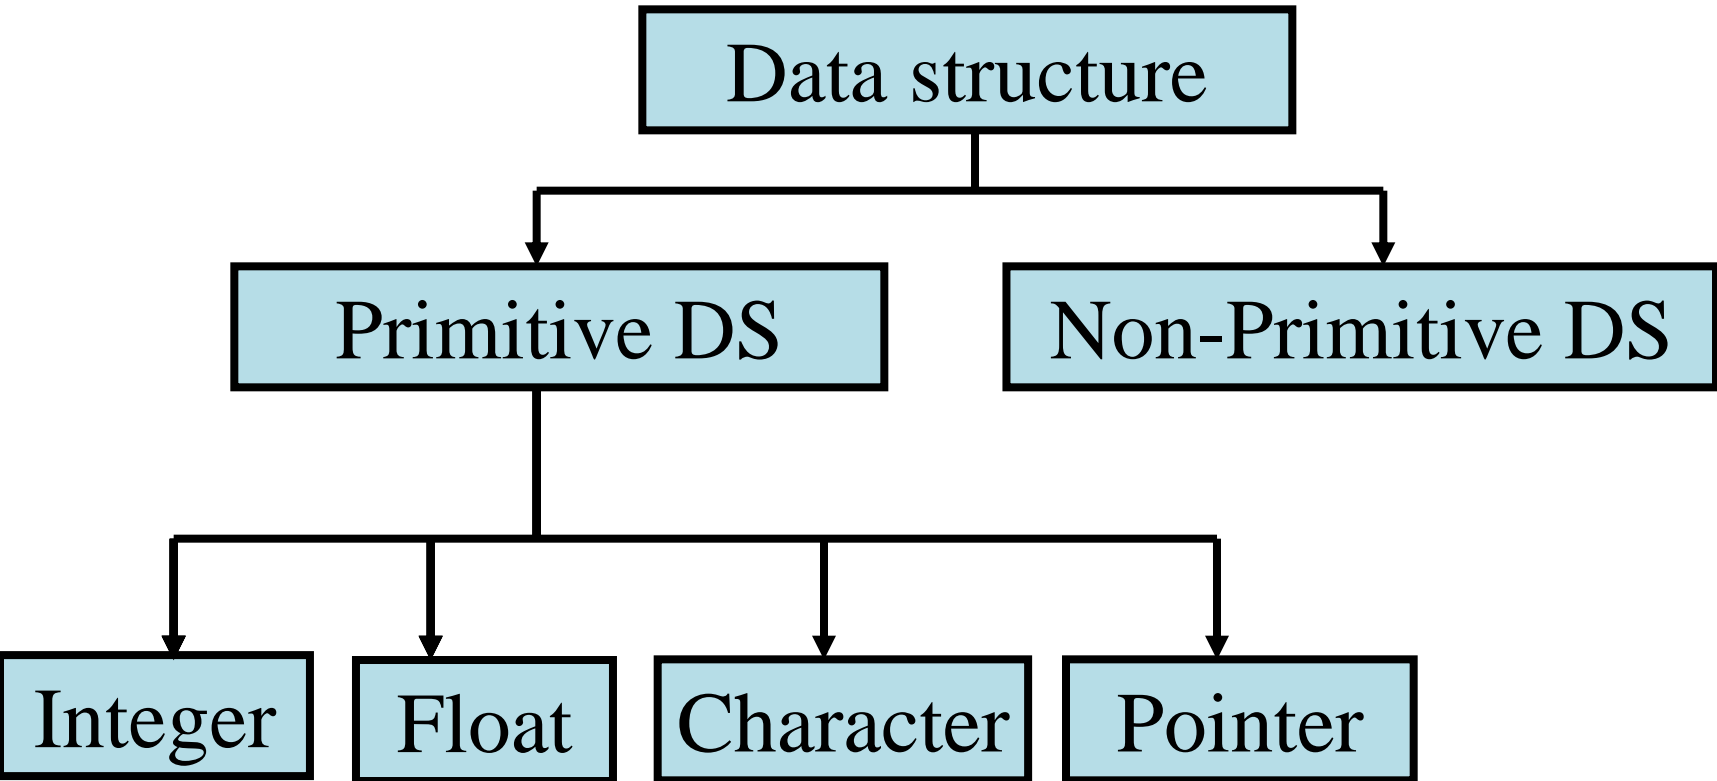 Data structure
Primitive DS
Non-Primitive DS
Integer
Float
Character
Pointer